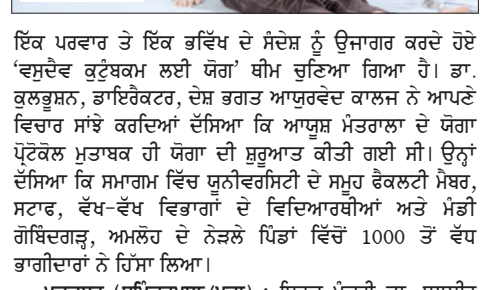 ਇੱਕ ਪਰਵਾਰ ਤੇ ਇੱਕ ਭਵਿੱਖ ਦੇ ਸੰਦੇਸ਼ ਨੂੰ ਉਜਾਗਰ ਕਰਦੇ ਹੋਏ
‘ਵਸੁਦੈਵ ਕੁਟੁੰਬਕਮ ਲਈ ਯੋਗ’ ਥੀਮ ਚੁਣਿਆ ਗਿਆ ਹੈ। ਡਾ.
ਕੁਲਭੂਸ਼ਨ, ਡਾਇਰੈਕਟਰ, ਦੇਸ਼ ਭਗਤ ਆਯੁਰਵੇਦ ਕਾਲਜ ਨੇ ਆਪਣੇ
ਵਿਚਾਰ ਸਾਂਝੇ ਕਰਦਿਆਂ ਦੱਸਿਆ ਕਿ ਆਯੂਸ਼ ਮੰਤਰਾਲਾ ਦੇ ਯੋਗਾ
ਪ੍ਰੋਟੋਕੋਲ ਮੁਤਾਬਕ ਹੀ ਯੋਗਾ ਦੀ ਸ਼ੁਰੂਆਤ ਕੀਤੀ ਗਈ ਸੀ। ਉਨ੍ਹਾਂ
ਦੱਸਿਆ ਕਿ ਸਮਾਗਮ ਵਿੱਚ ਯੂਨੀਵਰਸਿਟੀ ਦੇ ਸਮੂਹ ਫੈਕਲਟੀ ਮੈਬਰ,
ਸਟਾਫ, ਵੱਖ-ਵੱਖ ਵਿਭਾਗਾਂ ਦੇ ਵਿਦਿਆਰਥੀਆਂ ਅਤੇ ਮੰਡੀ
ਗੋਬਿੰਦਗੜ੍ਹ, ਅਮਲੋਹ ਦੇ ਨੇੜਲੇ ਪਿੰਡਾਂ ਵਿੱਚੋਂ 1000 ਤੋਂ ਵੱਧ
ਭਾਗੀਦਾਰਾਂ ਨੇ ਹਿੱਸਾ ਲਿਆ।